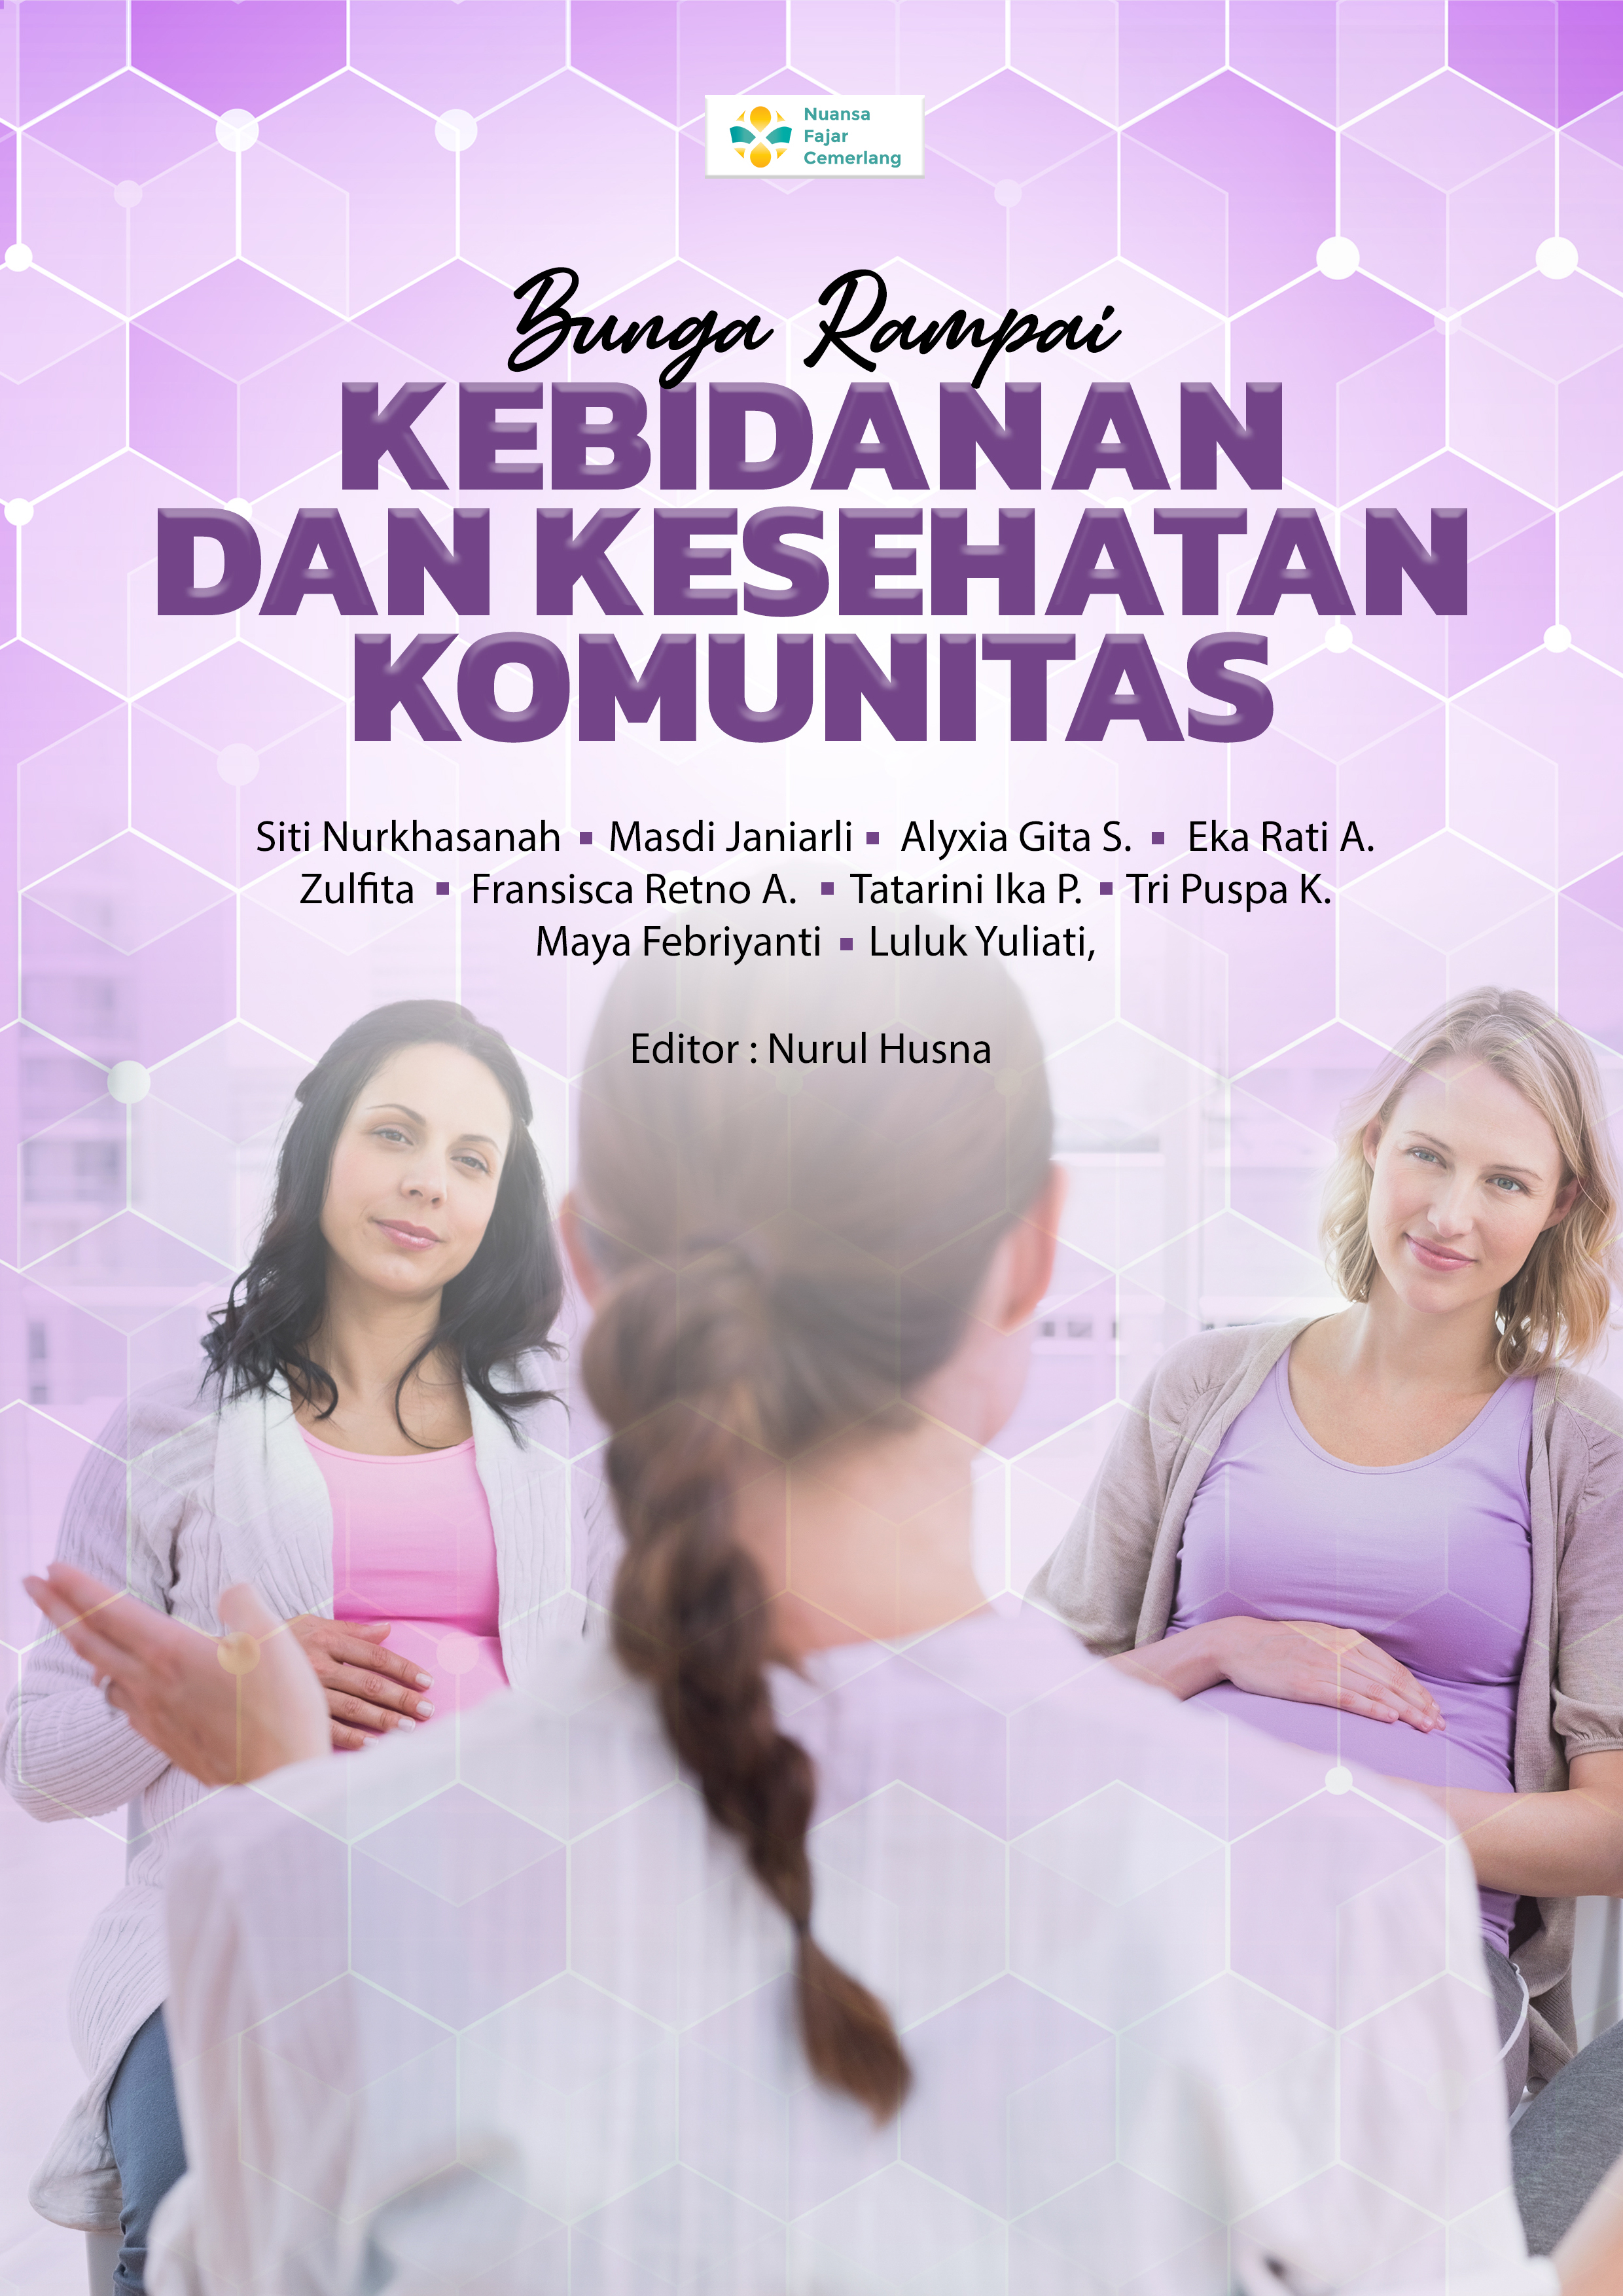 Nuansa
Fajar
Cemerlang
Bunga Rampai
KEBIDANAN
DAN KESEHATAN
KOMUNITAS
Siti Nurkhasanah ▪ Masdi Janiarli ▪ Alyxia Gita S. ▪ Eka Rati A.
Zulfita ▪ Fransisca Retno A. ▪ Tatarini Ika P. ▪ Tri Puspa K.
Maya Febriyanti ▪ Luluk Yuliati,
Editor : Nurul Husna